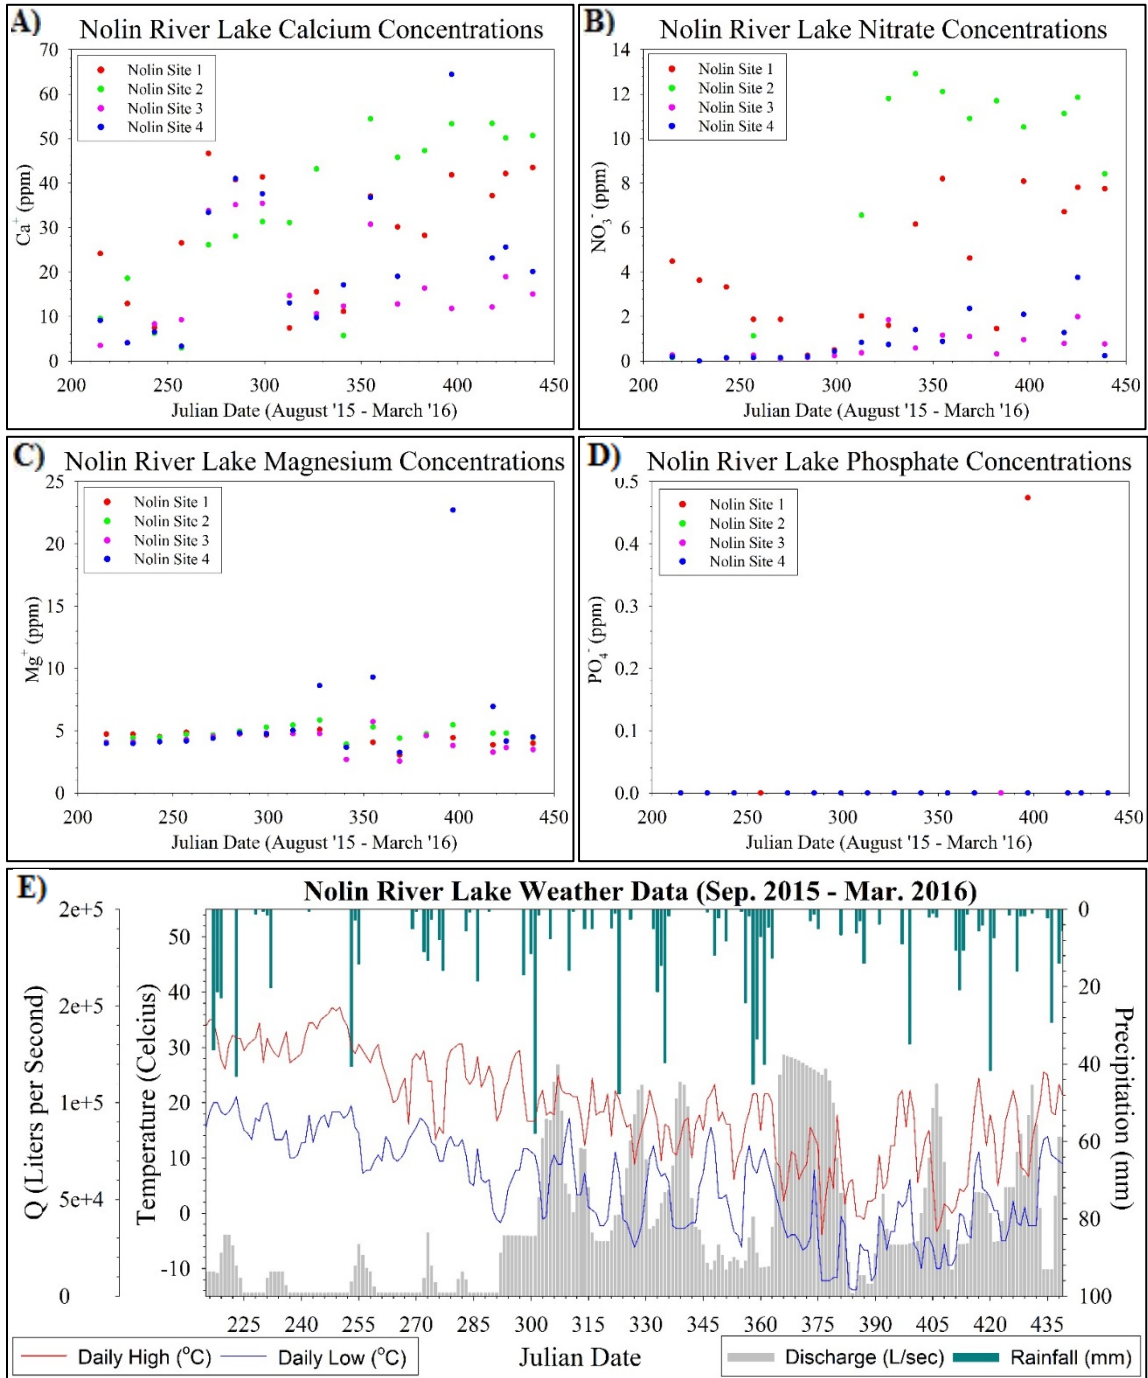 A) Nolin River Lake Calcium Concentrations
70
60
50
40
30
20
10
0
Ca+ (ppm)
Nolin Site 1
Nolin Site 2
Nolin Site 3
Nolin Site 4
200 250 300 350 400 450
Julian Date (August '15 - March '16)
B) Nolin River Lake Nitrate Concentrations
14
12
10
8
6
4
2
0
NO3- (ppm)
Nolin Site 1
Nolin Site 2
Nolin Site 3
Nolin Site 4
200 250 300 350 400 450
Julian Date (August '15 - March '16)
C) Nolin River Lake Magnesium Concentrations
25
20
15
10
5
0
Mg+ (ppm)
Nolin Site 1
Nolin Site 2
Nolin Site 3
Nolin Site 4
200 250 300 350 400 450
Julian Date (August '15 - March '16)
D) Nolin River Lake Phosphate Concentrations
0.5
0.4
0.3
0.2
0.1
0.0
PO4- (ppm)
Nolin Site 1
Nolin Site 2
Nolin Site 3
Nolin Site 4
200 250 300 350 400 450
Julian Date (August '15 - March '16)
E) Nolin River Lake Weather Data (Sep. 2015 - Mar. 2016)
2e+5
2e+5
1e+5
5e+4
0
Q (Liters per Second)
50
40
30
20
10
0
-10
Temperature (Celcius)
0
20
40
60
80
100
Precipitation (mm)
225 240 255 270 285 300 315 330 345 360 375 390 405 420 435
Julian Date
Daily High (°C) Daily Low (°C)
Discharge (L/sec) Rainfall (mm)